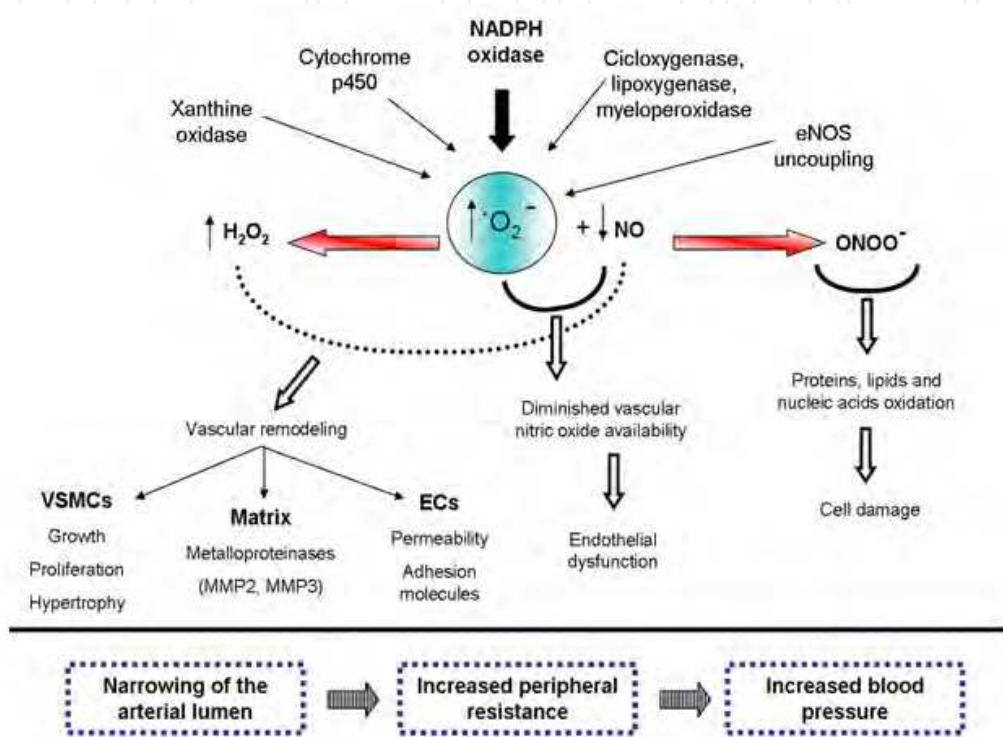 NADPH
oxidase
Cytochrome
p450
Cicloxygenase,
lipoxygenase,
myeloperoxidase
Xanthine
oxidase
eNOS
uncoupling
↑ H₂O₂
↑ ·O₂⁻
+ ↓ NO
ONOO⁻
Vascular remodeling
Diminished vascular
nitric oxide availability
Proteins, lipids and
nucleic acids oxidation
VSMCs
Growth
Proliferation
Hypertrophy
Matrix
Metalloproteinases
(MMP2, MMP3)
ECs
Permeability
Adhesion
molecules
Endothelial
dysfunction
Cell damage
Narrowing of the
arterial lumen
Increased peripheral
resistance
Increased blood
pressure